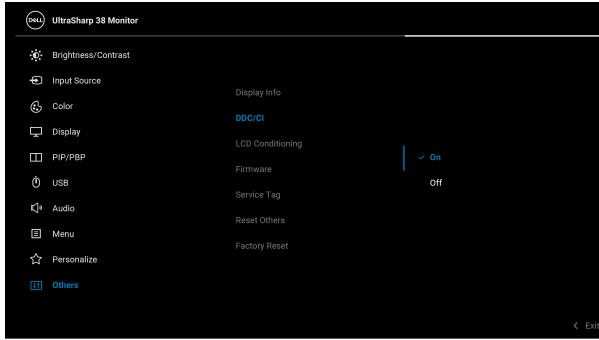 DELL UltraSharp 38 Monitor
Brightness/Contrast
Input Source
Color
Display
PIP/PBP
USB
Audio
Menu
Personalize
Others
Display Info
DDC/CI
LCD Conditioning
Firmware
Service Tag
Reset Others
Factory Reset
On
Off
Exit